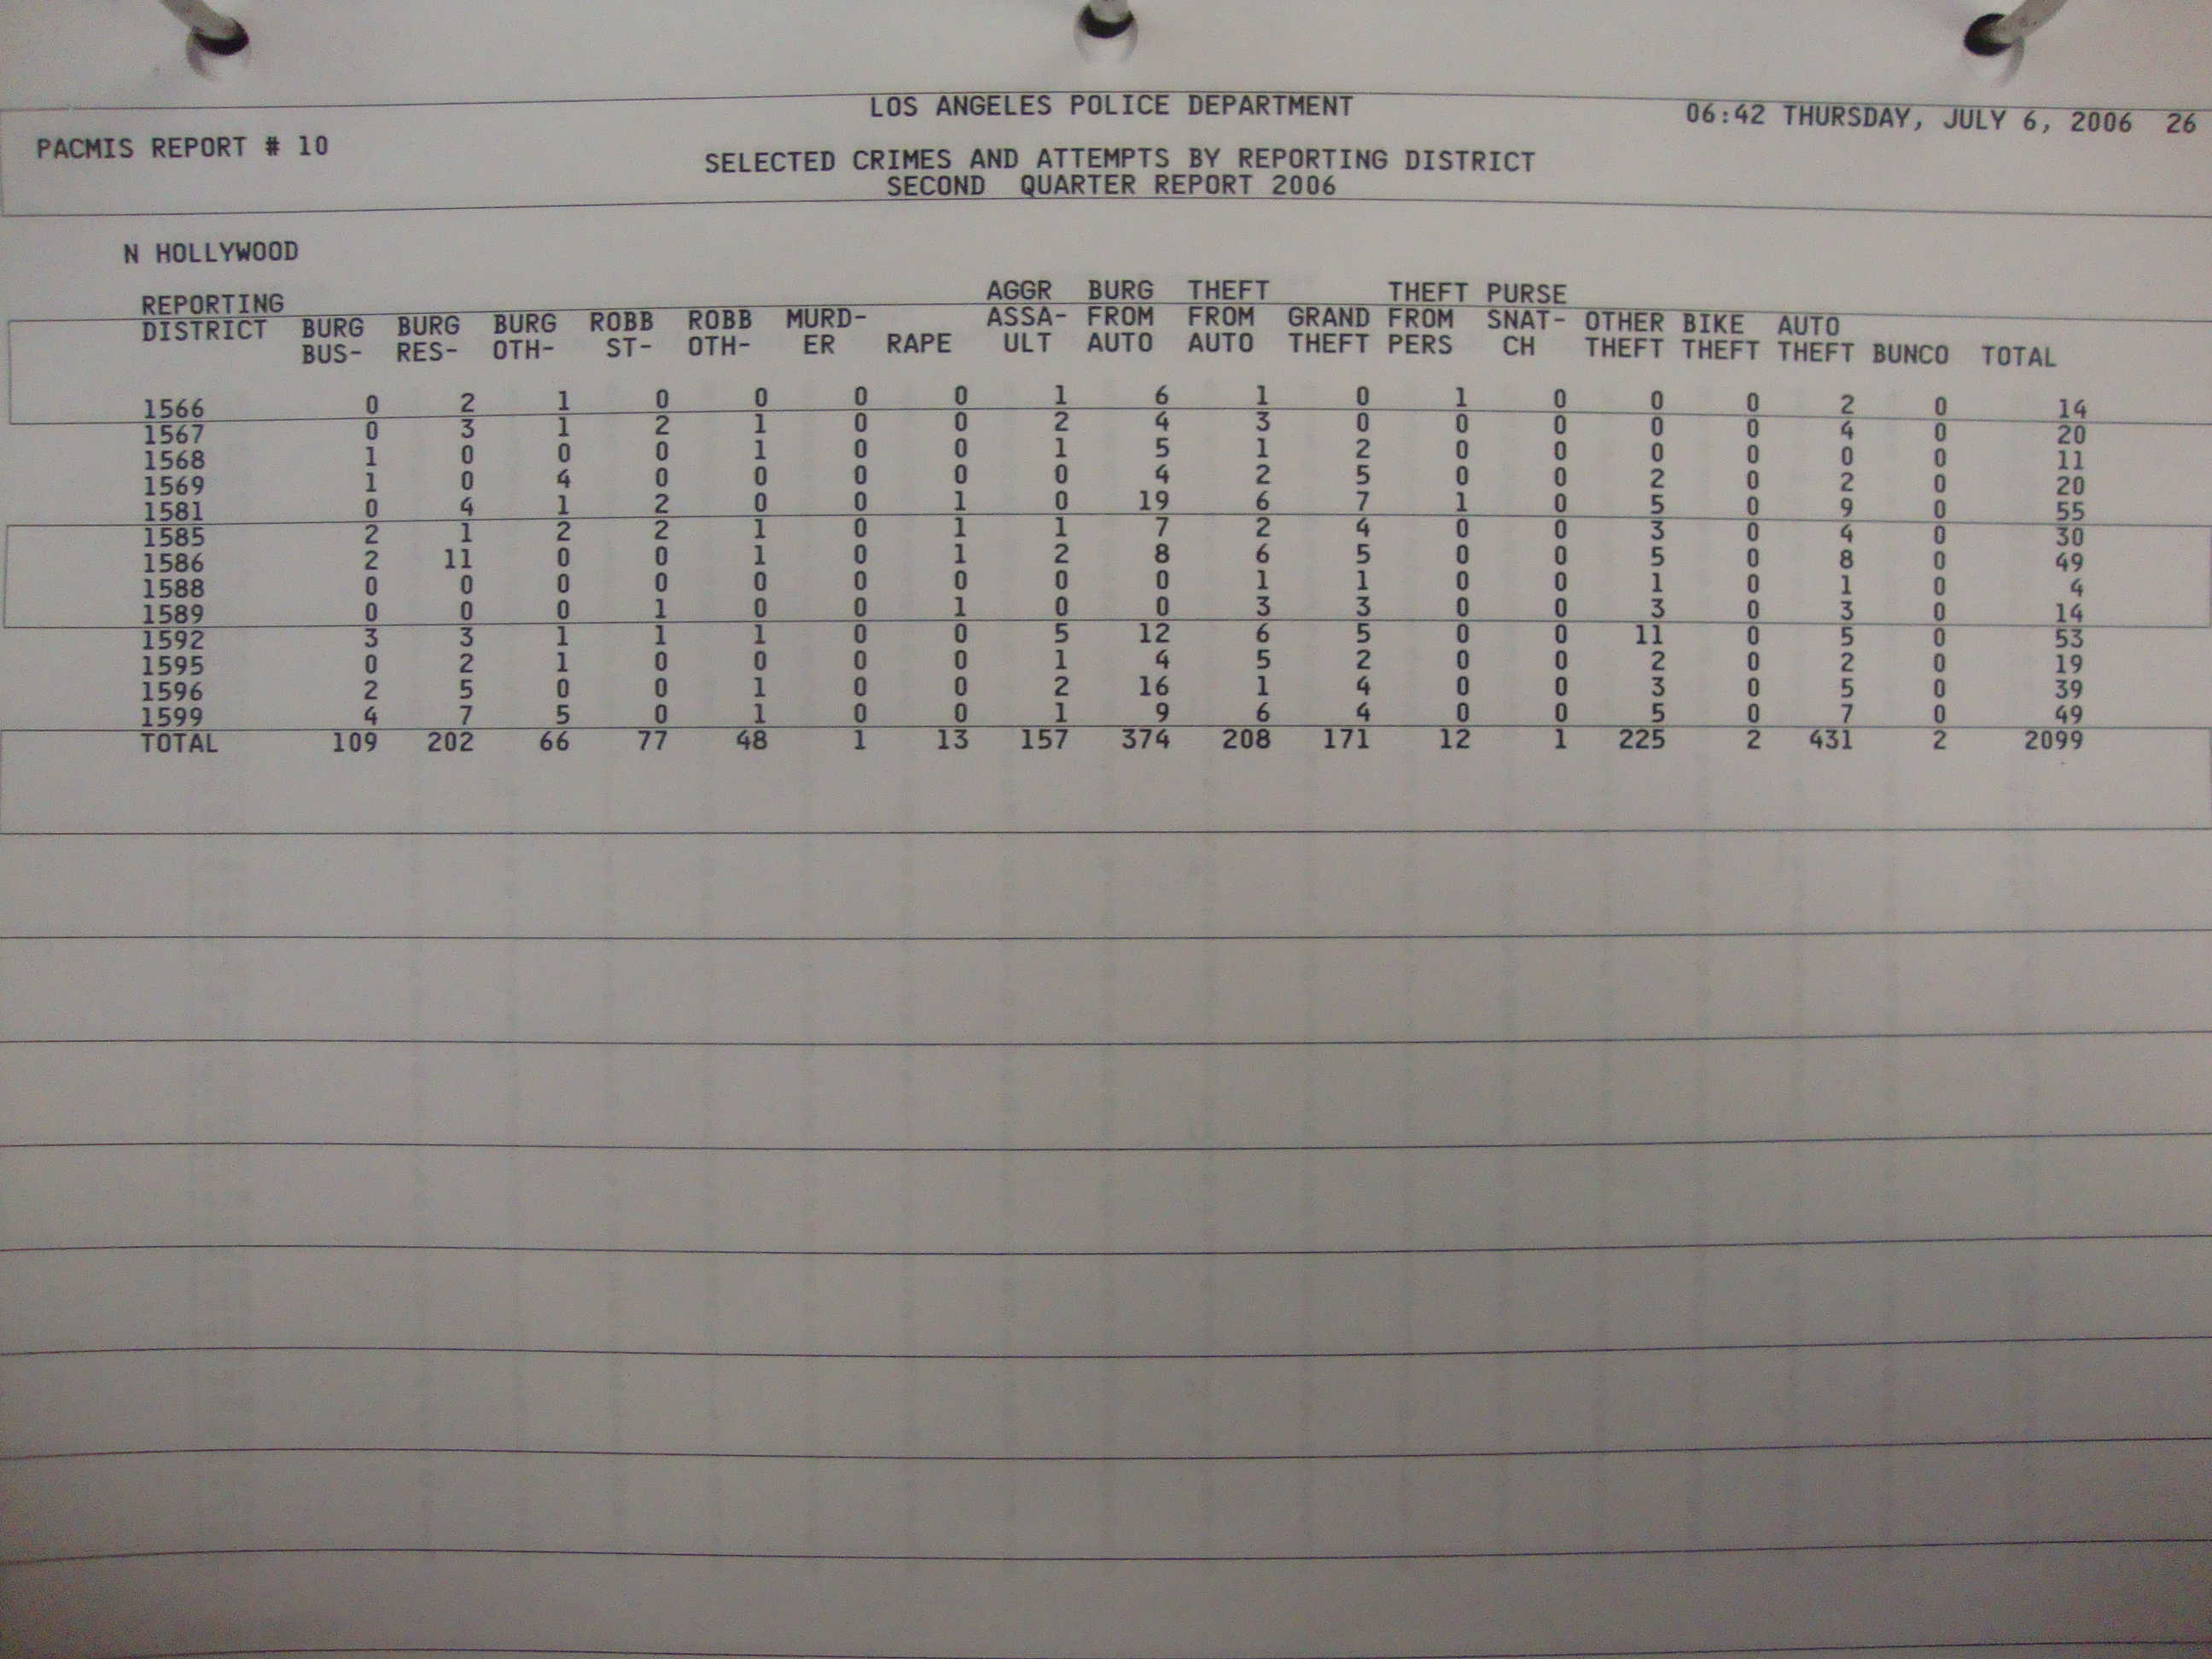 LOS ANGELES POLICE DEPARTMENT 06:42 THURSDAY, JULY 6, 2006 26
PACMIS REPORT # 10
SELECTED CRIMES AND ATTEMPTS BY REPORTING DISTRICT
SECOND QUARTER REPORT 2006
N HOLLYWOOD
AGGR BURG THEFT THEFT PURSE
REPORTING
DISTRICT BURG BURG BURG ROBB ROBB MURD- ASSA- FROM FROM GRAND FROM SNAT- OTHER BIKE AUTO
BUS- RES- OTH- ST- OTH- ER RAPE ULT AUTO AUTO THEFT PERS CH THEFT THEFT THEFT BUNCO TOTAL
1566 0 2 1 0 0 0 0 1 6 1 0 1 0 0 0 2 0 14
1567 0 3 1 2 1 0 0 2 4 3 0 0 0 0 0 4 0 20
1568 1 0 0 0 1 0 0 1 5 1 2 0 0 0 0 0 0 11
1569 1 0 4 0 0 0 0 0 4 2 5 0 0 2 0 2 0 20
1581 0 4 1 2 0 0 1 0 19 6 7 1 0 5 0 9 0 55
1585 2 1 2 2 1 0 1 1 7 2 4 0 0 3 0 4 0 30
1586 2 11 0 0 1 0 1 2 8 6 5 0 0 5 0 8 0 49
1588 0 0 0 0 0 0 0 0 0 1 1 0 0 1 0 1 0 4
1589 0 0 0 1 0 0 1 0 0 3 3 0 0 3 0 3 0 14
1592 3 3 1 1 1 0 0 5 12 6 5 0 0 11 0 5 0 53
1595 0 2 1 0 0 0 0 1 4 5 2 0 0 2 0 2 0 19
1596 2 5 0 0 1 0 0 2 16 1 4 0 0 3 0 5 0 39
1599 4 7 5 0 1 0 0 1 9 6 4 0 0 5 0 7 0 49
TOTAL 109 202 66 77 48 1 13 157 374 208 171 12 1 225 2 431 2 2099